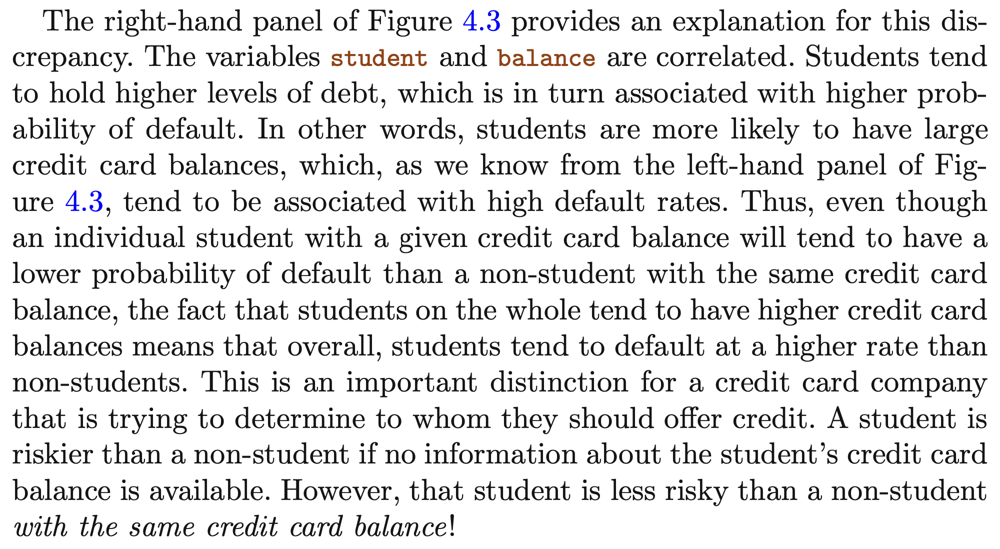 The right-hand panel of Figure 4.3 provides an explanation for this dis-
crepancy. The variables student and balance are correlated. Students tend
to hold higher levels of debt, which is in turn associated with higher prob-
ability of default. In other words, students are more likely to have large
credit card balances, which, as we know from the left-hand panel of Fig-
ure 4.3, tend to be associated with high default rates. Thus, even though
an individual student with a given credit card balance will tend to have a
lower probability of default than a non-student with the same credit card
balance, the fact that students on the whole tend to have higher credit card
balances means that overall, students tend to default at a higher rate than
non-students. This is an important distinction for a credit card company
that is trying to determine to whom they should offer credit. A student is
riskier than a non-student if no information about the student’s credit card
balance is available. However, that student is less risky than a non-student
with the same credit card balance!